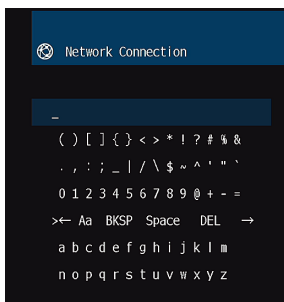 Network Connection
_
( ) [ ] { } < > * ! ? # % &
. , : ; _ | / \ $ ~ ^ ' " `
0 1 2 3 4 5 6 7 8 9 @ + - =
>← Aa BKSP Space DEL →
a b c d e f g h i j k l m
n o p q r s t u v w x y z